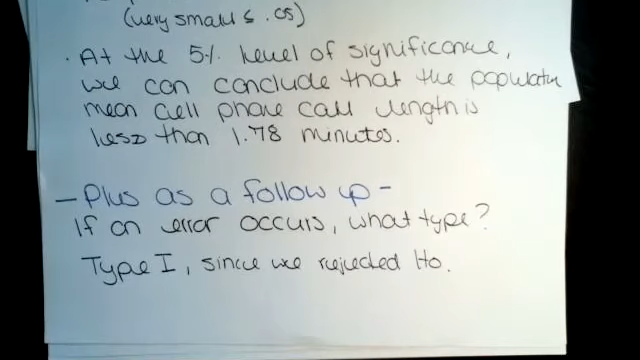 (very small ≤ .05)
• At the 5% level of significance,
we can conclude that the population
mean cell phone call length is
less than 1.78 minutes.
- Plus as a follow up -
If an error occurs, what type?
Type I, since we rejected Ho.